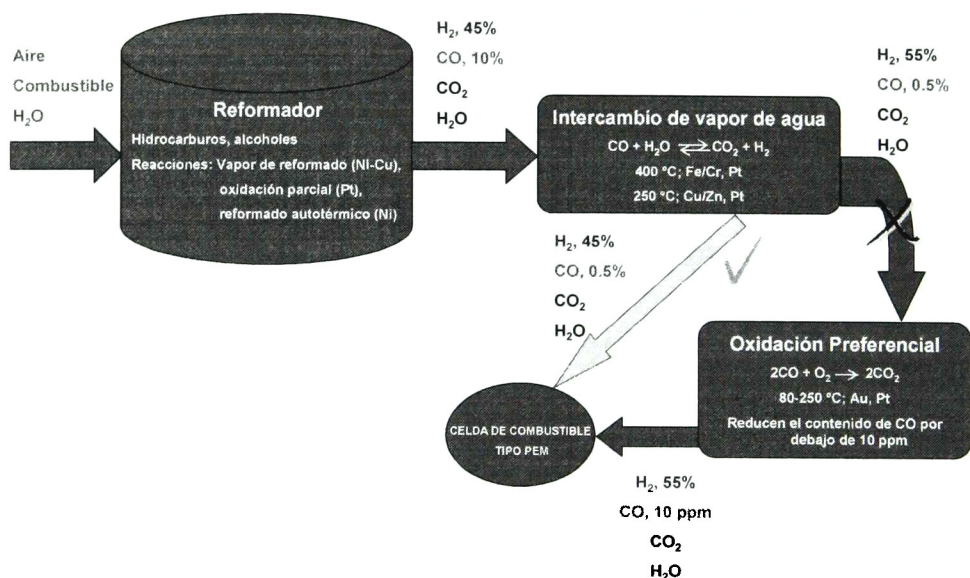 Aire
Combustible
H₂O
Reformador
Hidrocarburos, alcoholes
Reacciones: Vapor de reformado (Ni-Cu),
oxidación parcial (Pt),
reformado autotérmico (Ni)
H₂, 45%
CO, 10%
CO₂
H₂O
Intercambio de vapor de agua
CO + H₂O ⇌ CO₂ + H₂
400 °C; Fe/Cr, Pt
250 °C; Cu/Zn, Pt
H₂, 55%
CO, 0.5%
CO₂
H₂O
H₂, 45%
CO, 0.5%
CO₂
H₂O
Oxidación Preferencial
2CO + O₂ → 2CO₂
80-250 °C; Au, Pt
Reducen el contenido de CO por
debajo de 10 ppm
CELDA DE COMBUSTIBLE
TIPO PEM
H₂, 55%
CO, 10 ppm
CO₂
H₂O